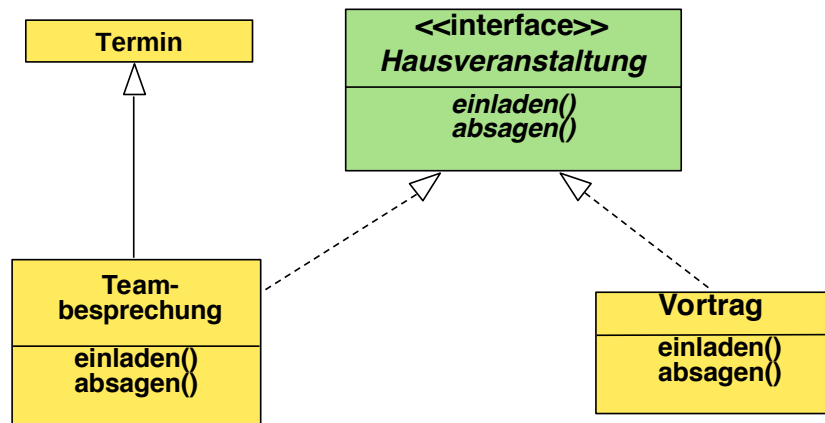 Termin
<<interface>>
Hausveranstaltung
einladen()
absagen()
Team-
besprechung
einladen()
absagen()
Vortrag
einladen()
absagen()